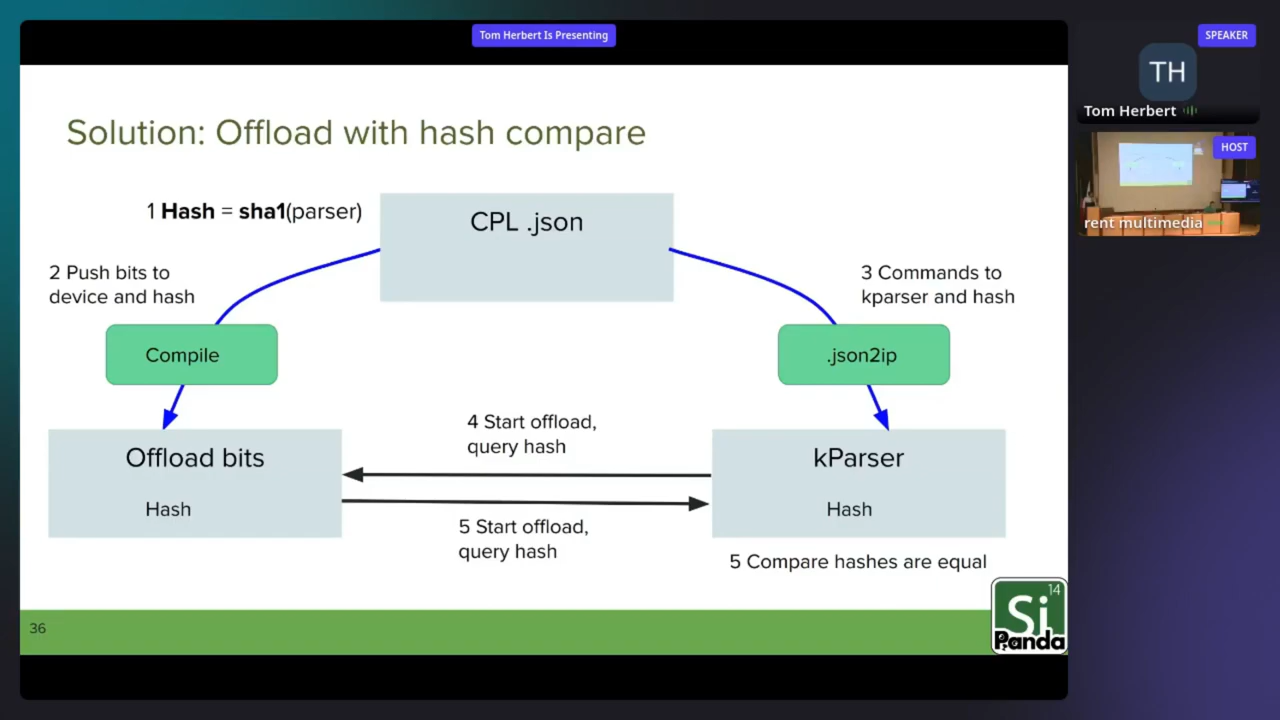 Tom Herbert Is Presenting
SPEAKER
TH
Tom Herbert
HOST
rent multimedia
Solution: Offload with hash compare
1 Hash = sha1(parser)
CPL .json
2 Push bits to
device and hash
3 Commands to
kparser and hash
Compile
.json2ip
4 Start offload,
query hash
Offload bits
Hash
kParser
Hash
5 Start offload,
query hash
5 Compare hashes are equal
36
14
Si
Panda